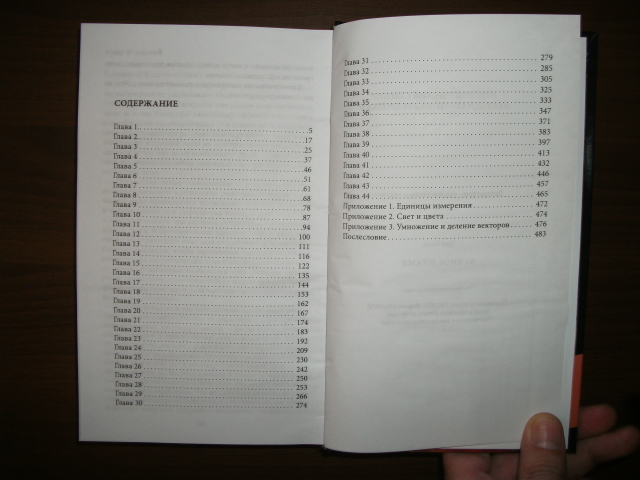 СОДЕРЖАНИЕ
Глава 1 5
Глава 2 17
Глава 3 25
Глава 4 37
Глава 5 46
Глава 6 51
Глава 7 61
Глава 8 68
Глава 9 78
Глава 10 87
Глава 11 94
Глава 12 100
Глава 13 111
Глава 14 116
Глава 15 122
Глава 16 135
Глава 17 144
Глава 18 153
Глава 19 162
Глава 20 167
Глава 21 174
Глава 22 183
Глава 23 192
Глава 24 209
Глава 25 230
Глава 26 242
Глава 27 250
Глава 28 253
Глава 29 266
Глава 30 274
Глава 31 279
Глава 32 285
Глава 33 305
Глава 34 325
Глава 35 333
Глава 36 347
Глава 37 371
Глава 38 383
Глава 39 397
Глава 40 413
Глава 41 432
Глава 42 446
Глава 43 457
Глава 44 465
Приложение 1. Единицы измерения 472
Приложение 2. Свет и цвета 474
Приложение 3. Умножение и деление векторов 476
Послесловие 483